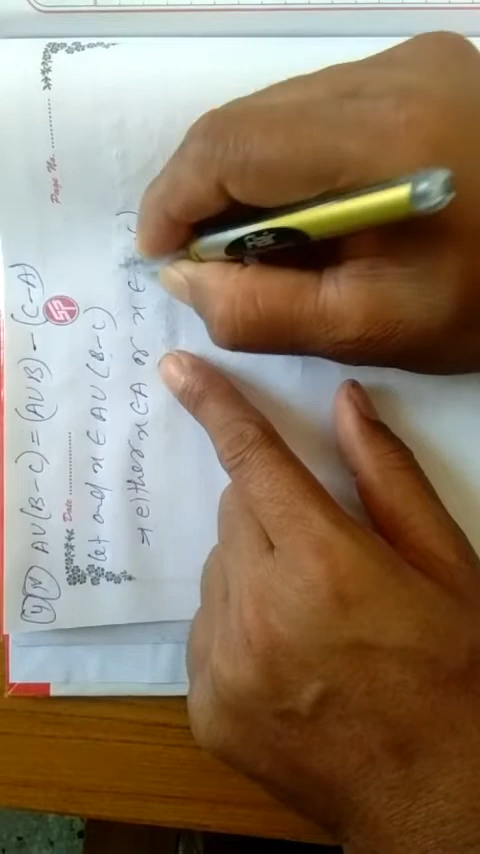 Page No. ................
Date ................
(4) (iv) A∪(B-C) = (A∪B) - (C-A)
let and x ∈ A∪(B-C)
⇒ either x∈A or x ∈